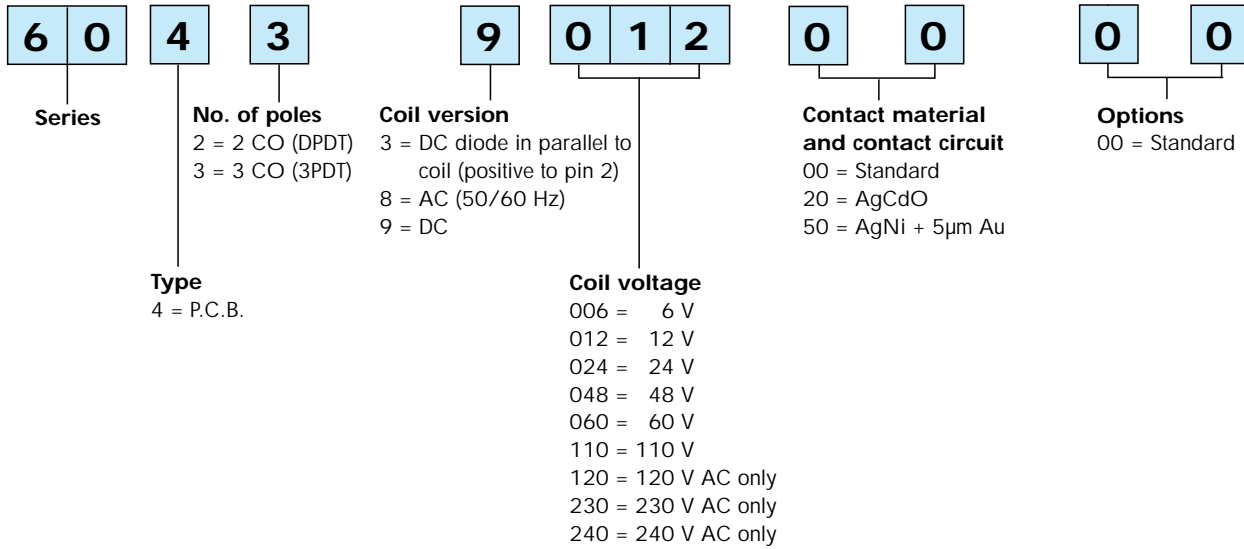 6 0 4 3 9 0 1 2 0 0 0 0
Series
No. of poles
2 = 2 CO (DPDT)
3 = 3 CO (3PDT)
Coil version
3 = DC diode in parallel to
coil (positive to pin 2)
8 = AC (50/60 Hz)
9 = DC
Contact material
and contact circuit
00 = Standard
20 = AgCdO
50 = AgNi + 5µm Au
Options
00 = Standard
Type
4 = P.C.B.
Coil voltage
006 = 6 V
012 = 12 V
024 = 24 V
048 = 48 V
060 = 60 V
110 = 110 V
120 = 120 V AC only
230 = 230 V AC only
240 = 240 V AC only